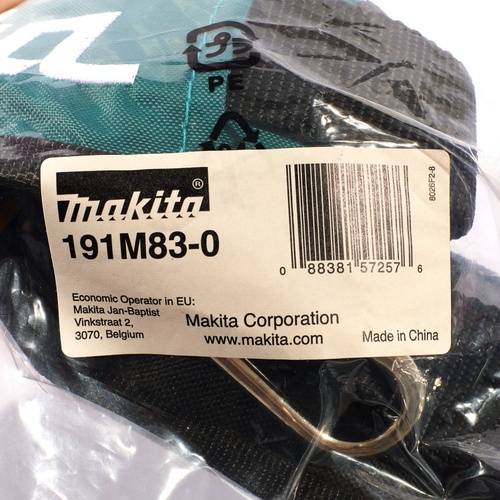 PE
makita®
191M83-0
0 88381 57257 6
8026F2-8
Economic Operator in EU:
Makita Jan-Baptist
Vinkstraat 2,
3070, Belgium
Makita Corporation
www.makita.com
Made in China